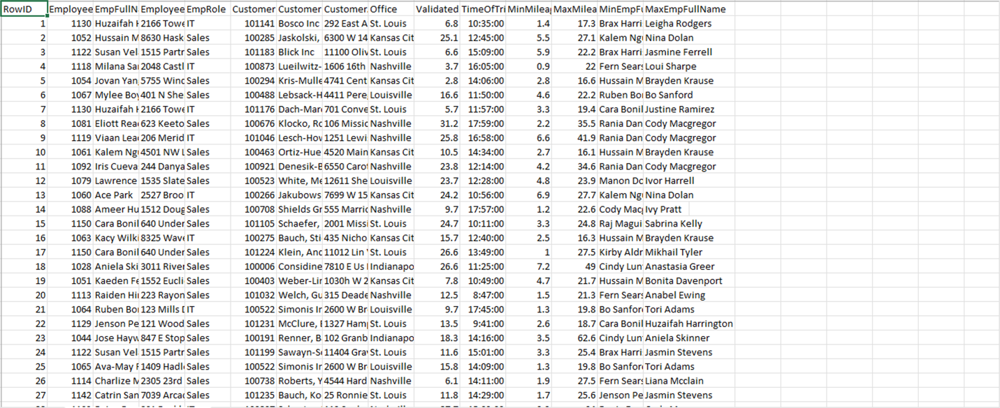 RowID Employee EmpFullN Employee EmpRole Customer Customer Customer Office Validated TimeOfTri MinMilea MaxMilea MinEmpFu MaxEmpFullName
1 1130 Huzaifah H 2166 Towe IT 101141 Bosco Inc 292 East A St. Louis 6.8 10:35:00 1.4 17.3 Brax Harri Leigha Rodgers
2 1052 Hussain M 8630 Hask Sales 100285 Jaskolski, 6300 W 14 Kansas Cit 25.1 12:45:00 5.5 27.1 Kalem Ng Nina Dolan
3 1122 Susan Vel 1515 Partr Sales 101183 Blick Inc 11100 Oliv St. Louis 6.6 15:09:00 5.9 22.2 Brax Harri Jasmine Ferrell
4 1118 Milana Sa 2048 Castl IT 100873 Lueilwitz- 1606 16th Nashville 3.7 16:05:00 0.9 22 Fern Sears Loui Sharpe
5 1054 Jovan Yan 5755 Wind Sales 100294 Kris-Mulle 4741 Cent Kansas Cit 2.8 14:06:00 2.8 16.6 Hussain M Brayden Krause
6 1067 Mylee Boy 401 N She Sales 100488 Lebsack-H 4411 Pere Louisville 16.6 11:50:00 4.6 22.2 Ruben Bo Bo Sanford
7 1130 Huzaifah H 2166 Towe IT 101176 Dach-Mar 701 Conve St. Louis 5.7 11:57:00 3.3 19.4 Cara Bonil Justine Ramirez
8 1081 Eliott Rea 623 Keeto Sales 100676 Klocko, Ro 106 Missic Nashville 31.2 17:59:00 2.2 35.5 Rania Dan Cody Macgregor
9 1119 Viaan Lea 206 Merid IT 101046 Lesch-How 1251 Lewi Nashville 25.8 16:58:00 6.6 41.9 Rania Dan Cody Macgregor
10 1061 Kalem Ng 4501 NW L Sales 100463 Ortiz-Hue 4520 Main Kansas Cit 10.5 14:34:00 2.7 16.1 Hussain M Brayden Krause
11 1092 Iris Cueva 244 Danya Sales 100921 Denesik-B 6550 Carot Nashville 23.8 12:14:00 4.2 34.6 Rania Dan Cody Macgregor
12 1079 Lawrence 1535 Slate Sales 100523 White, Me 12611 She Louisville 23.7 12:28:00 4.8 23.9 Manon Do Ivor Harrell
13 1060 Ace Park 2527 Broo IT 100266 Jakubows 7699 W 15 Kansas Cit 24.2 10:56:00 6.9 27.7 Kalem Ng Nina Dolan
14 1088 Ameer Hu 1512 Doug Sales 100708 Shields Gr 555 Marric Nashville 9.7 17:57:00 1.2 22.6 Cody Mac Ivy Pratt
15 1150 Cara Bonil 640 Under Sales 101105 Schaefer, 2001 Missi St. Louis 24.7 10:11:00 3.3 24.8 Raj Magui Sabrina Kelly
16 1063 Kacy Wilk 8325 Wave IT 100275 Bauch, Sti 435 Nicho Kansas Cit 15.7 12:40:00 2.5 16.3 Hussain M Brayden Krause
17 1150 Cara Bonil 640 Under Sales 101224 Klein, And 11012 Lin St. Louis 26.6 13:49:00 1 27.5 Kirby Aldr Mikhail Tyler
18 1028 Aniela Ski 3011 River Sales 100006 Considine 7810 E Us Indianapo 26.6 11:25:00 7.2 49 Cindy Lun Anastasia Greer
19 1051 Kaeden Fe 1552 Eucli Sales 100403 Weber-Lir 1030h W 2 Kansas Cit 7.8 10:49:00 4.7 21.7 Hussain M Bonita Davenport
20 1113 Raiden Hi 223 Rayon Sales 101032 Welch, Gu 315 Deade Nashville 12.5 8:47:00 1.5 21.3 Fern Sears Anabel Ewing
21 1064 Ruben Bo 123 Mills D IT 100522 Simonis Ir 2600 W Br Louisville 9.7 17:45:00 1.3 19.8 Bo Sanfor Tori Adams
22 1129 Jenson Pe 121 Wood Sales 101231 McClure, 1327 Ham St. Louis 13.5 9:41:00 2.6 18.7 Cara Bonil Huzaifah Harrington
23 1044 Jose Hayw 847 E Stop Sales 100191 Renner, B 102 Granb Indianapo 18.3 14:16:00 3.5 62.6 Cindy Lun Aniela Skinner
24 1122 Susan Vel 1515 Partr Sales 101199 Sawayn-S 11404 Gra St. Louis 11.6 15:01:00 3.3 25.4 Brax Harri Jasmin Stevens
25 1065 Ava-May F 1409 Hadl Sales 100522 Simonis Ir 2600 W Br Louisville 15.8 14:09:00 1.3 19.8 Bo Sanfor Tori Adams
26 1114 Charlize M 2305 23rd Sales 100738 Roberts, Y 4544 Hard Nashville 6.1 14:11:00 1.9 27.5 Fern Sears Liana Mcclain
27 1142 Catrin San 7039 Arcad Sales 101235 Bauch, Ko 25 Ronnie St. Louis 11.8 14:29:00 1.7 25.6 Jenson Pe Jasmin Stevens